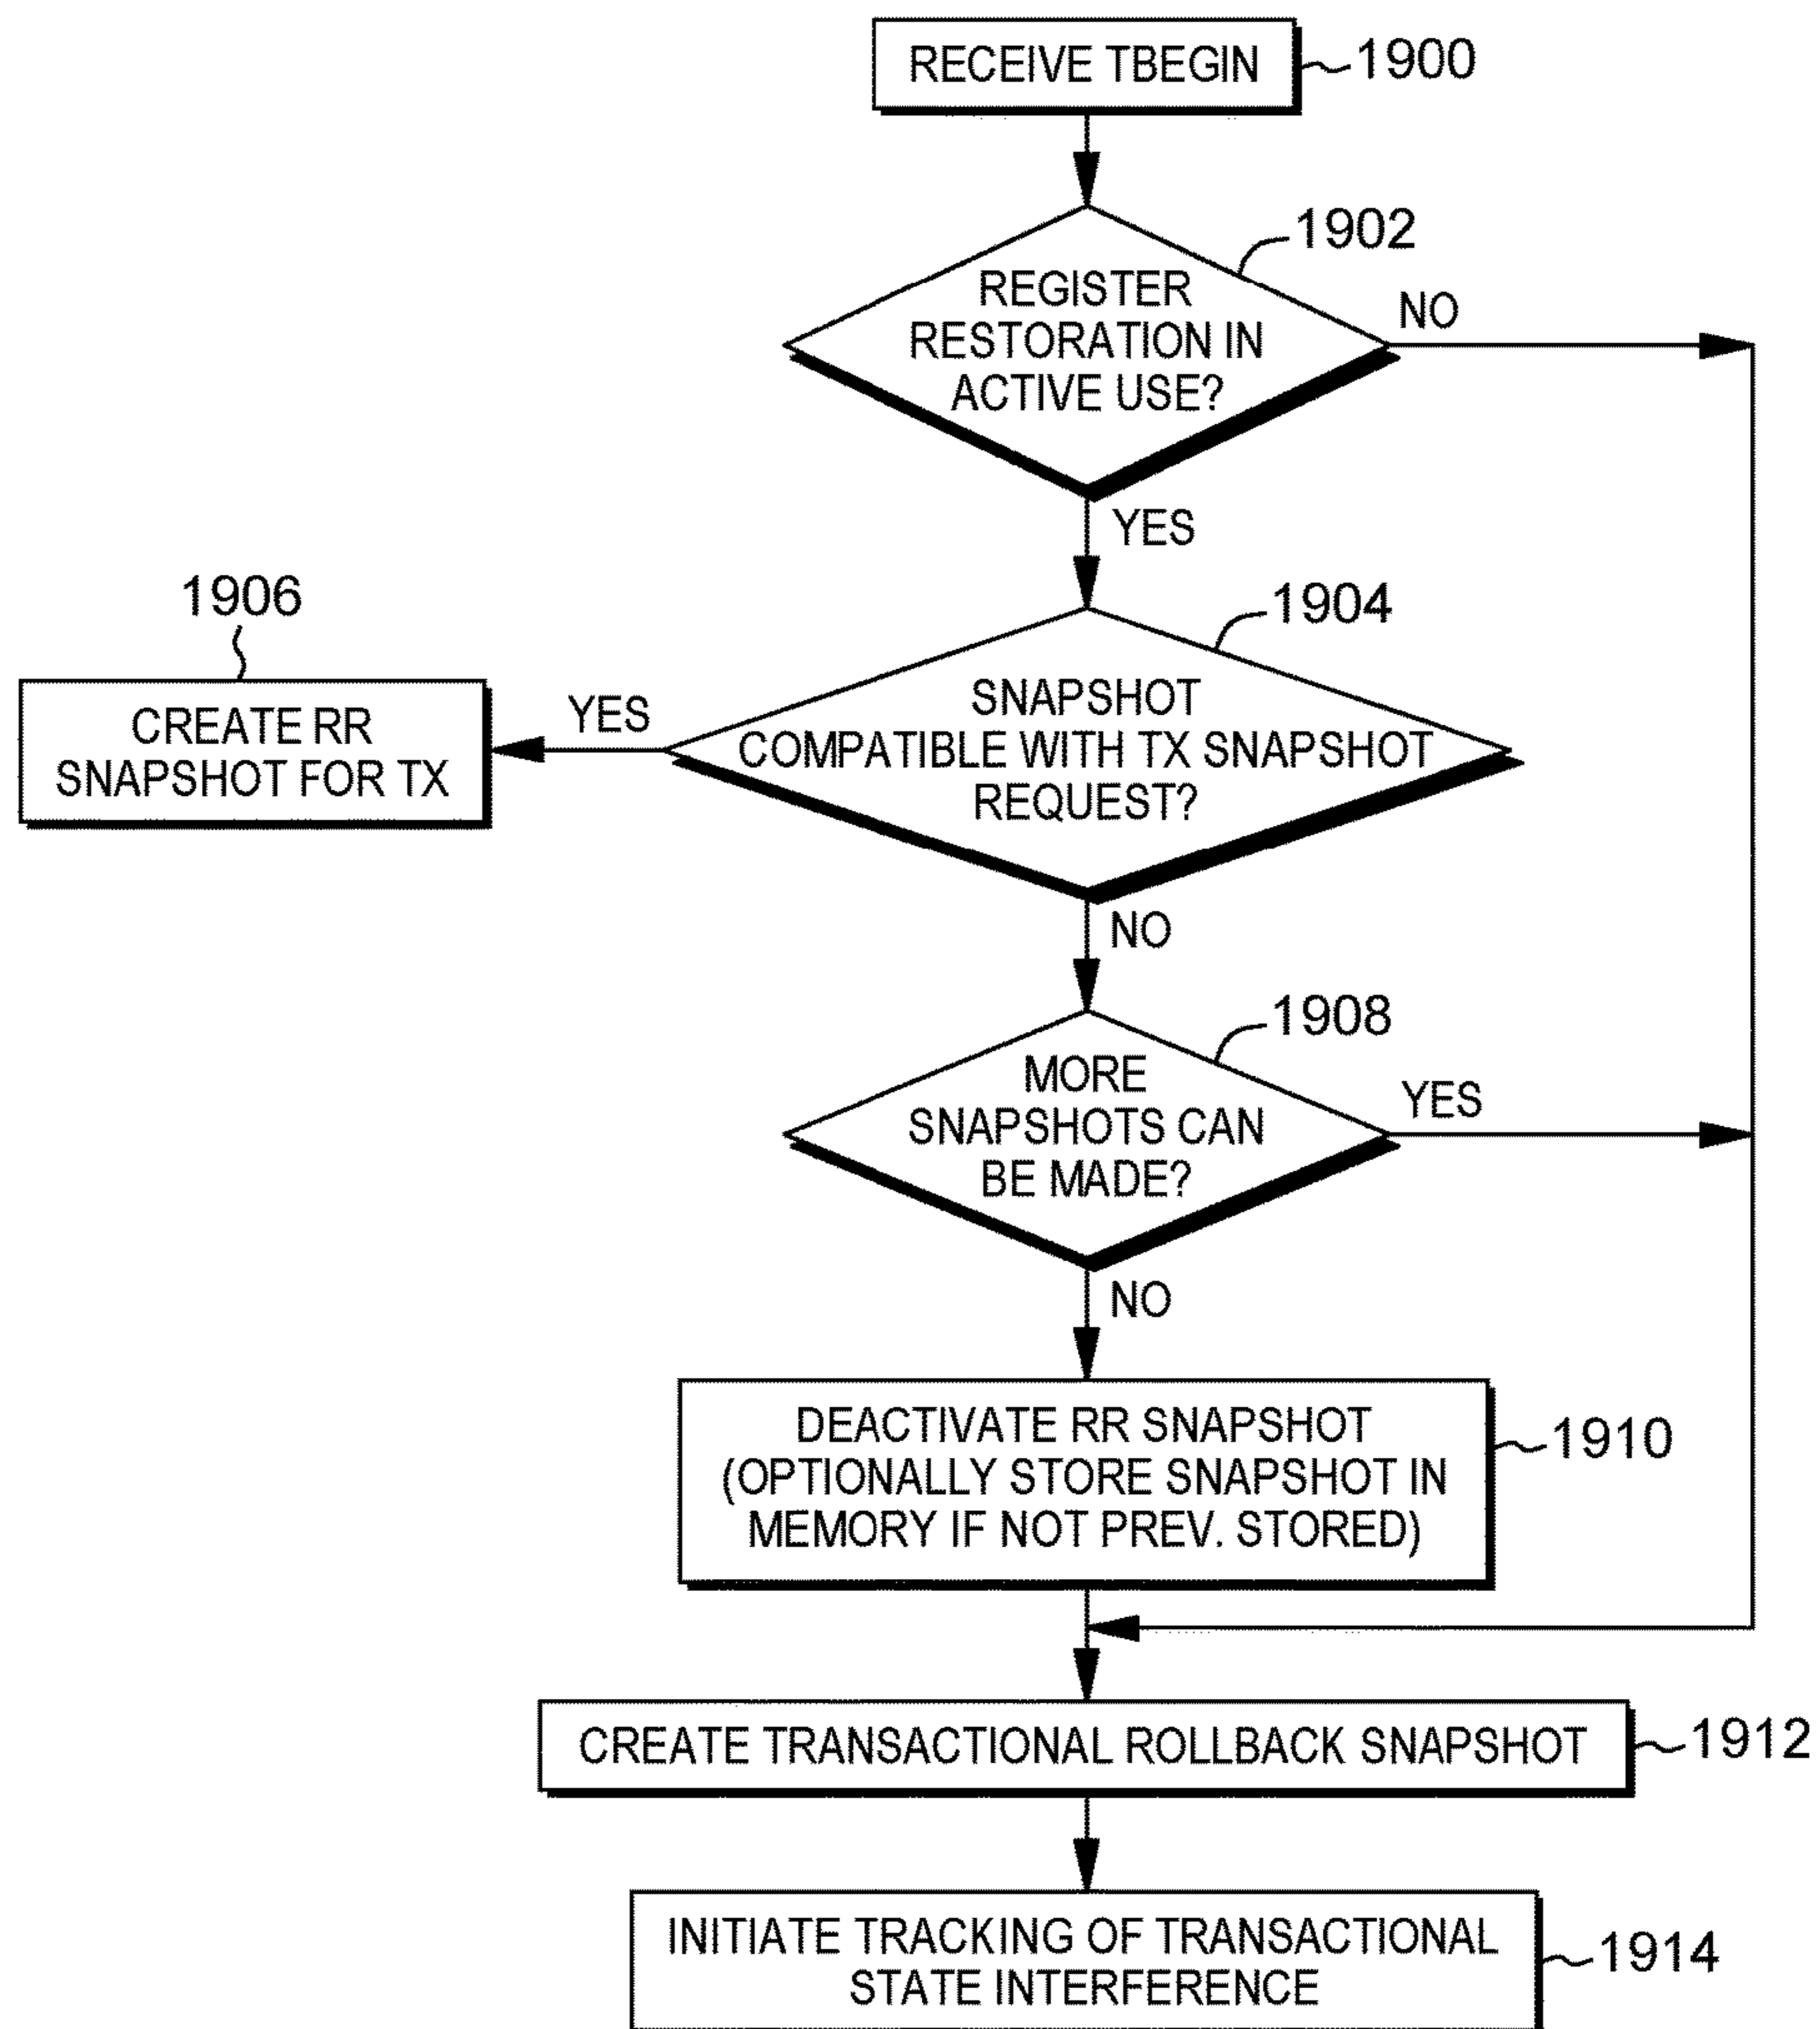 RECEIVE TBEGIN
1900
1902
REGISTER
RESTORATION IN
ACTIVE USE?
NO
YES
1904
1906
SNAPSHOT
COMPATIBLE WITH TX SNAPSHOT
REQUEST?
YES
CREATE RR
SNAPSHOT FOR TX
NO
1908
MORE
SNAPSHOTS CAN
BE MADE?
YES
NO
DEACTIVATE RR SNAPSHOT
(OPTIONALLY STORE SNAPSHOT IN
MEMORY IF NOT PREV. STORED)
1910
CREATE TRANSACTIONAL ROLLBACK SNAPSHOT
1912
INITIATE TRACKING OF TRANSACTIONAL
STATE INTERFERENCE
1914